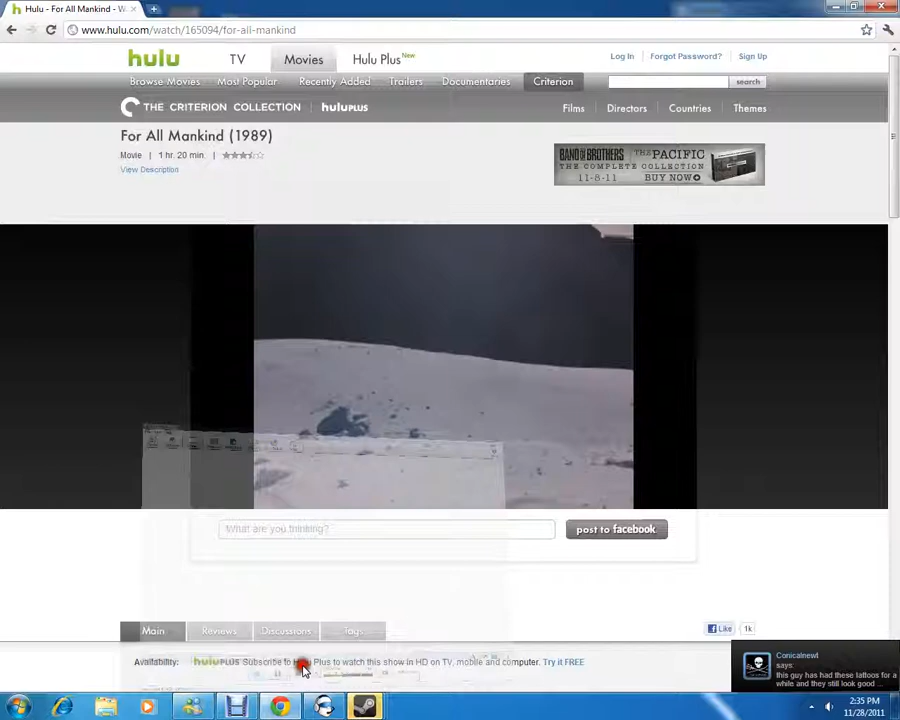 Hulu - For All Mankind - W
www.hulu.com/watch/165094/for-all-mankind
hulu TV Movies Hulu Plus New Log In Forgot Password? Sign Up
Browse Movies Most Popular Recently Added Trailers Documentaries Criterion search
THE CRITERION COLLECTION huluPLUS Films Directors Countries Themes
For All Mankind (1989)
Movie | 1 hr. 20 min. |
View Description
BAND OF BROTHERS THE PACIFIC
THE COMPLETE COLLECTION
11-8-11 BUY NOW
What are you thinking? post to facebook
Main Reviews Discussions Tags Like 1k
Availability: huluPLUS Subscribe to Hulu Plus to watch this show in HD on TV, mobile and computer. Try it FREE
Conicalnewt
says:
this guy has had these tattoos for a
while and they still look good ...
2:35 PM
11/28/2011